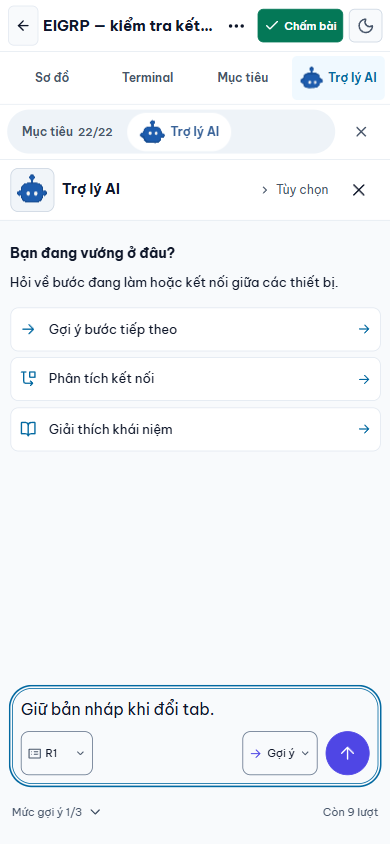 EIGRP — kiểm tra kết...
Chấm bài
Sơ đồ
Terminal
Mục tiêu
Trợ lý AI
Mục tiêu 22/22
Trợ lý AI
Trợ lý AI
Tùy chọn
Bạn đang vướng ở đâu?
Hỏi về bước đang làm hoặc kết nối giữa các thiết bị.
Gợi ý bước tiếp theo
Phân tích kết nối
Giải thích khái niệm
Giữ bản nháp khi đổi tab.
R1
Gợi ý
Mức gợi ý 1/3
Còn 9 lượt